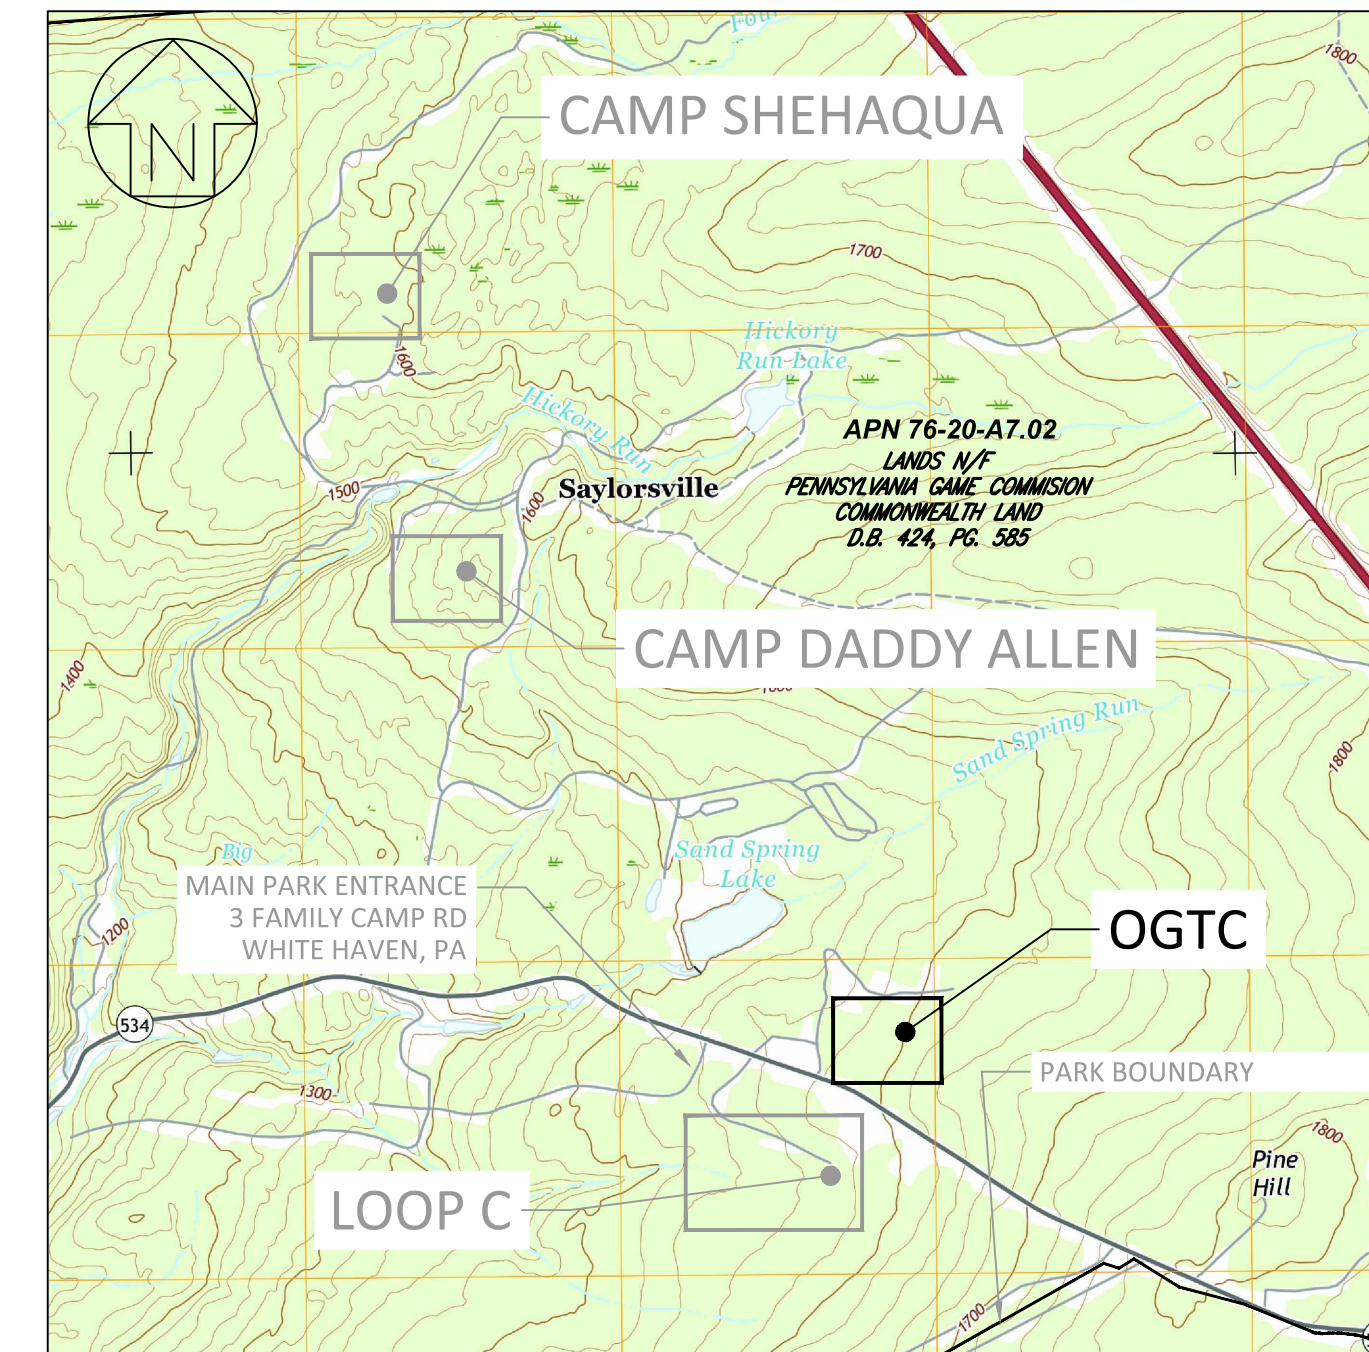 Fou
1800
N
CAMP SHEHAQUA
1700
Hickory
Run Lake
1600
Hickory Run
APN 76-20-A7.02
LANDS N/F
PENNSYLVANIA GAME COMMISION
COMMONWEALTH LAND
D.B. 424, PG. 585
1500
1600
Saylorsville
CAMP DADDY ALLEN
1400
Sand Spring Run
1800
Big
Sand Spring
Lake
MAIN PARK ENTRANCE
3 FAMILY CAMP RD
WHITE HAVEN, PA
1200
OGTC
534
PARK BOUNDARY
1300
1800
Pine
Hill
LOOP C
1700